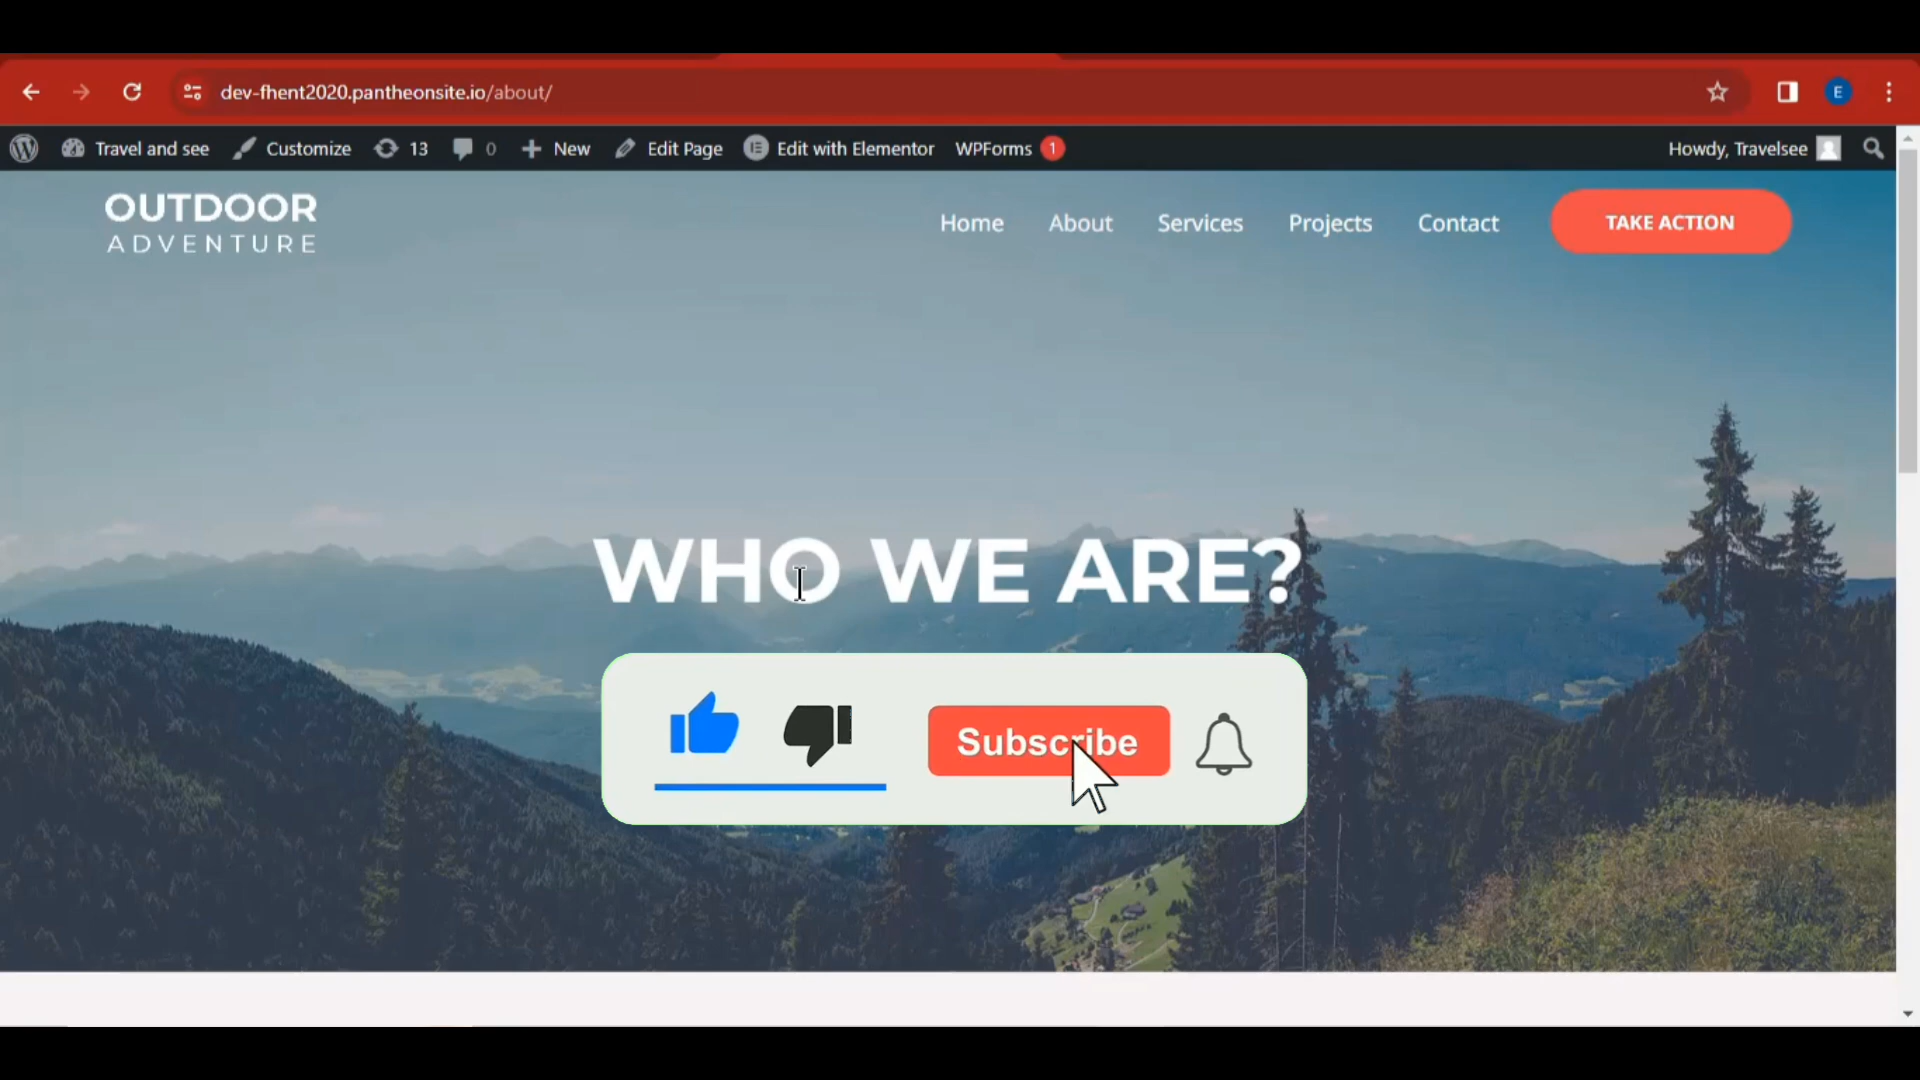 dev-fhent2020.pantheonsite.io/about/
E
Travel and see Customize 13 0 New Edit Page Edit with Elementor WPForms 1 Howdy, Travelsee
OUTDOOR
ADVENTURE
Home About Services Projects Contact TAKE ACTION
WHO WE ARE?
Subscribe